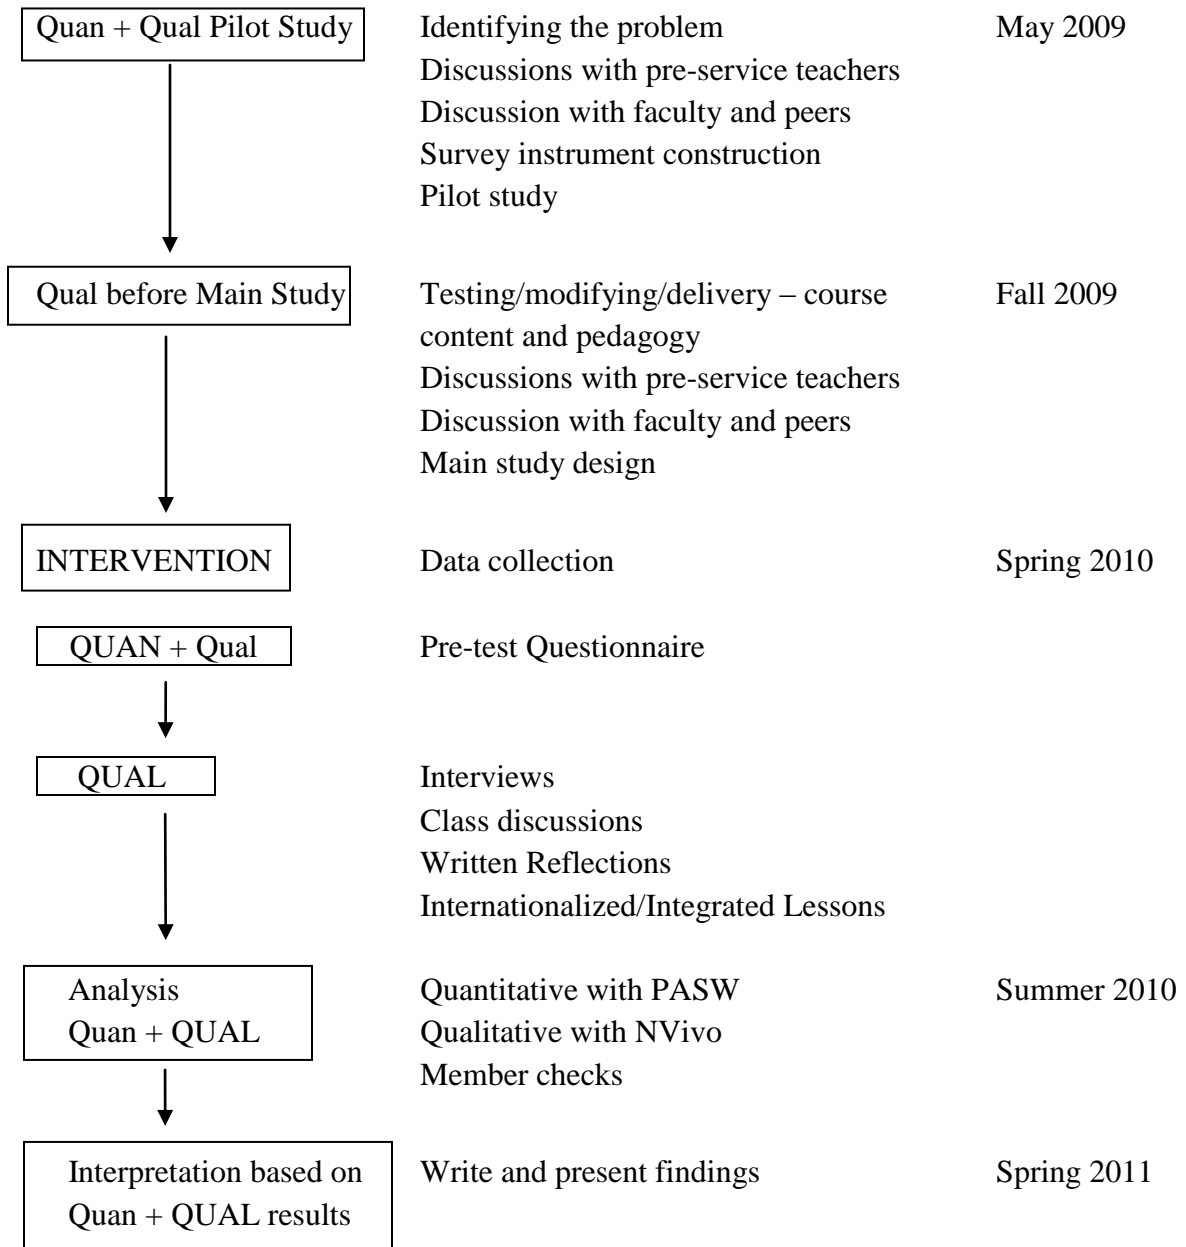 Quan + Qual Pilot Study Identifying the problem May 2009
Discussions with pre-service teachers
Discussion with faculty and peers
Survey instrument construction
Pilot study
Qual before Main Study Testing/modifying/delivery – course Fall 2009
content and pedagogy
Discussions with pre-service teachers
Discussion with faculty and peers
Main study design
INTERVENTION Data collection Spring 2010
QUAN + Qual Pre-test Questionnaire
QUAL Interviews
Class discussions
Written Reflections
Internationalized/Integrated Lessons
Analysis Quantitative with PASW Summer 2010
Quan + QUAL Qualitative with NVivo
Member checks
Interpretation based on Write and present findings Spring 2011
Quan + QUAL results